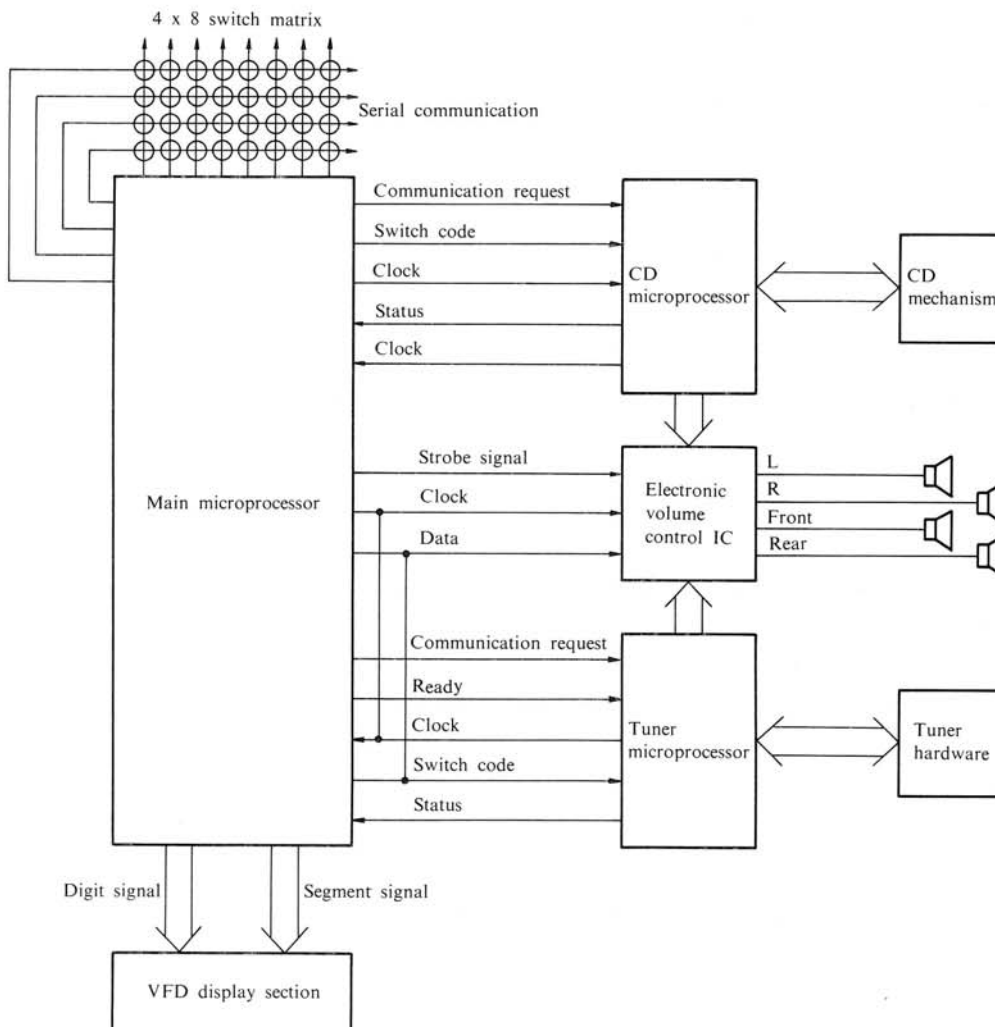 4 x 8 switch matrix
Serial communication
Communication request
Switch code
Clock
Status
Clock
CD
microprocessor
CD
mechanism
Main microprocessor
Strobe signal
Clock
Data
Electronic
volume
control IC
L
R
Front
Rear
Communication request
Ready
Clock
Switch code
Status
Tuner
microprocessor
Tuner
hardware
Digit signal
Segment signal
VFD display section